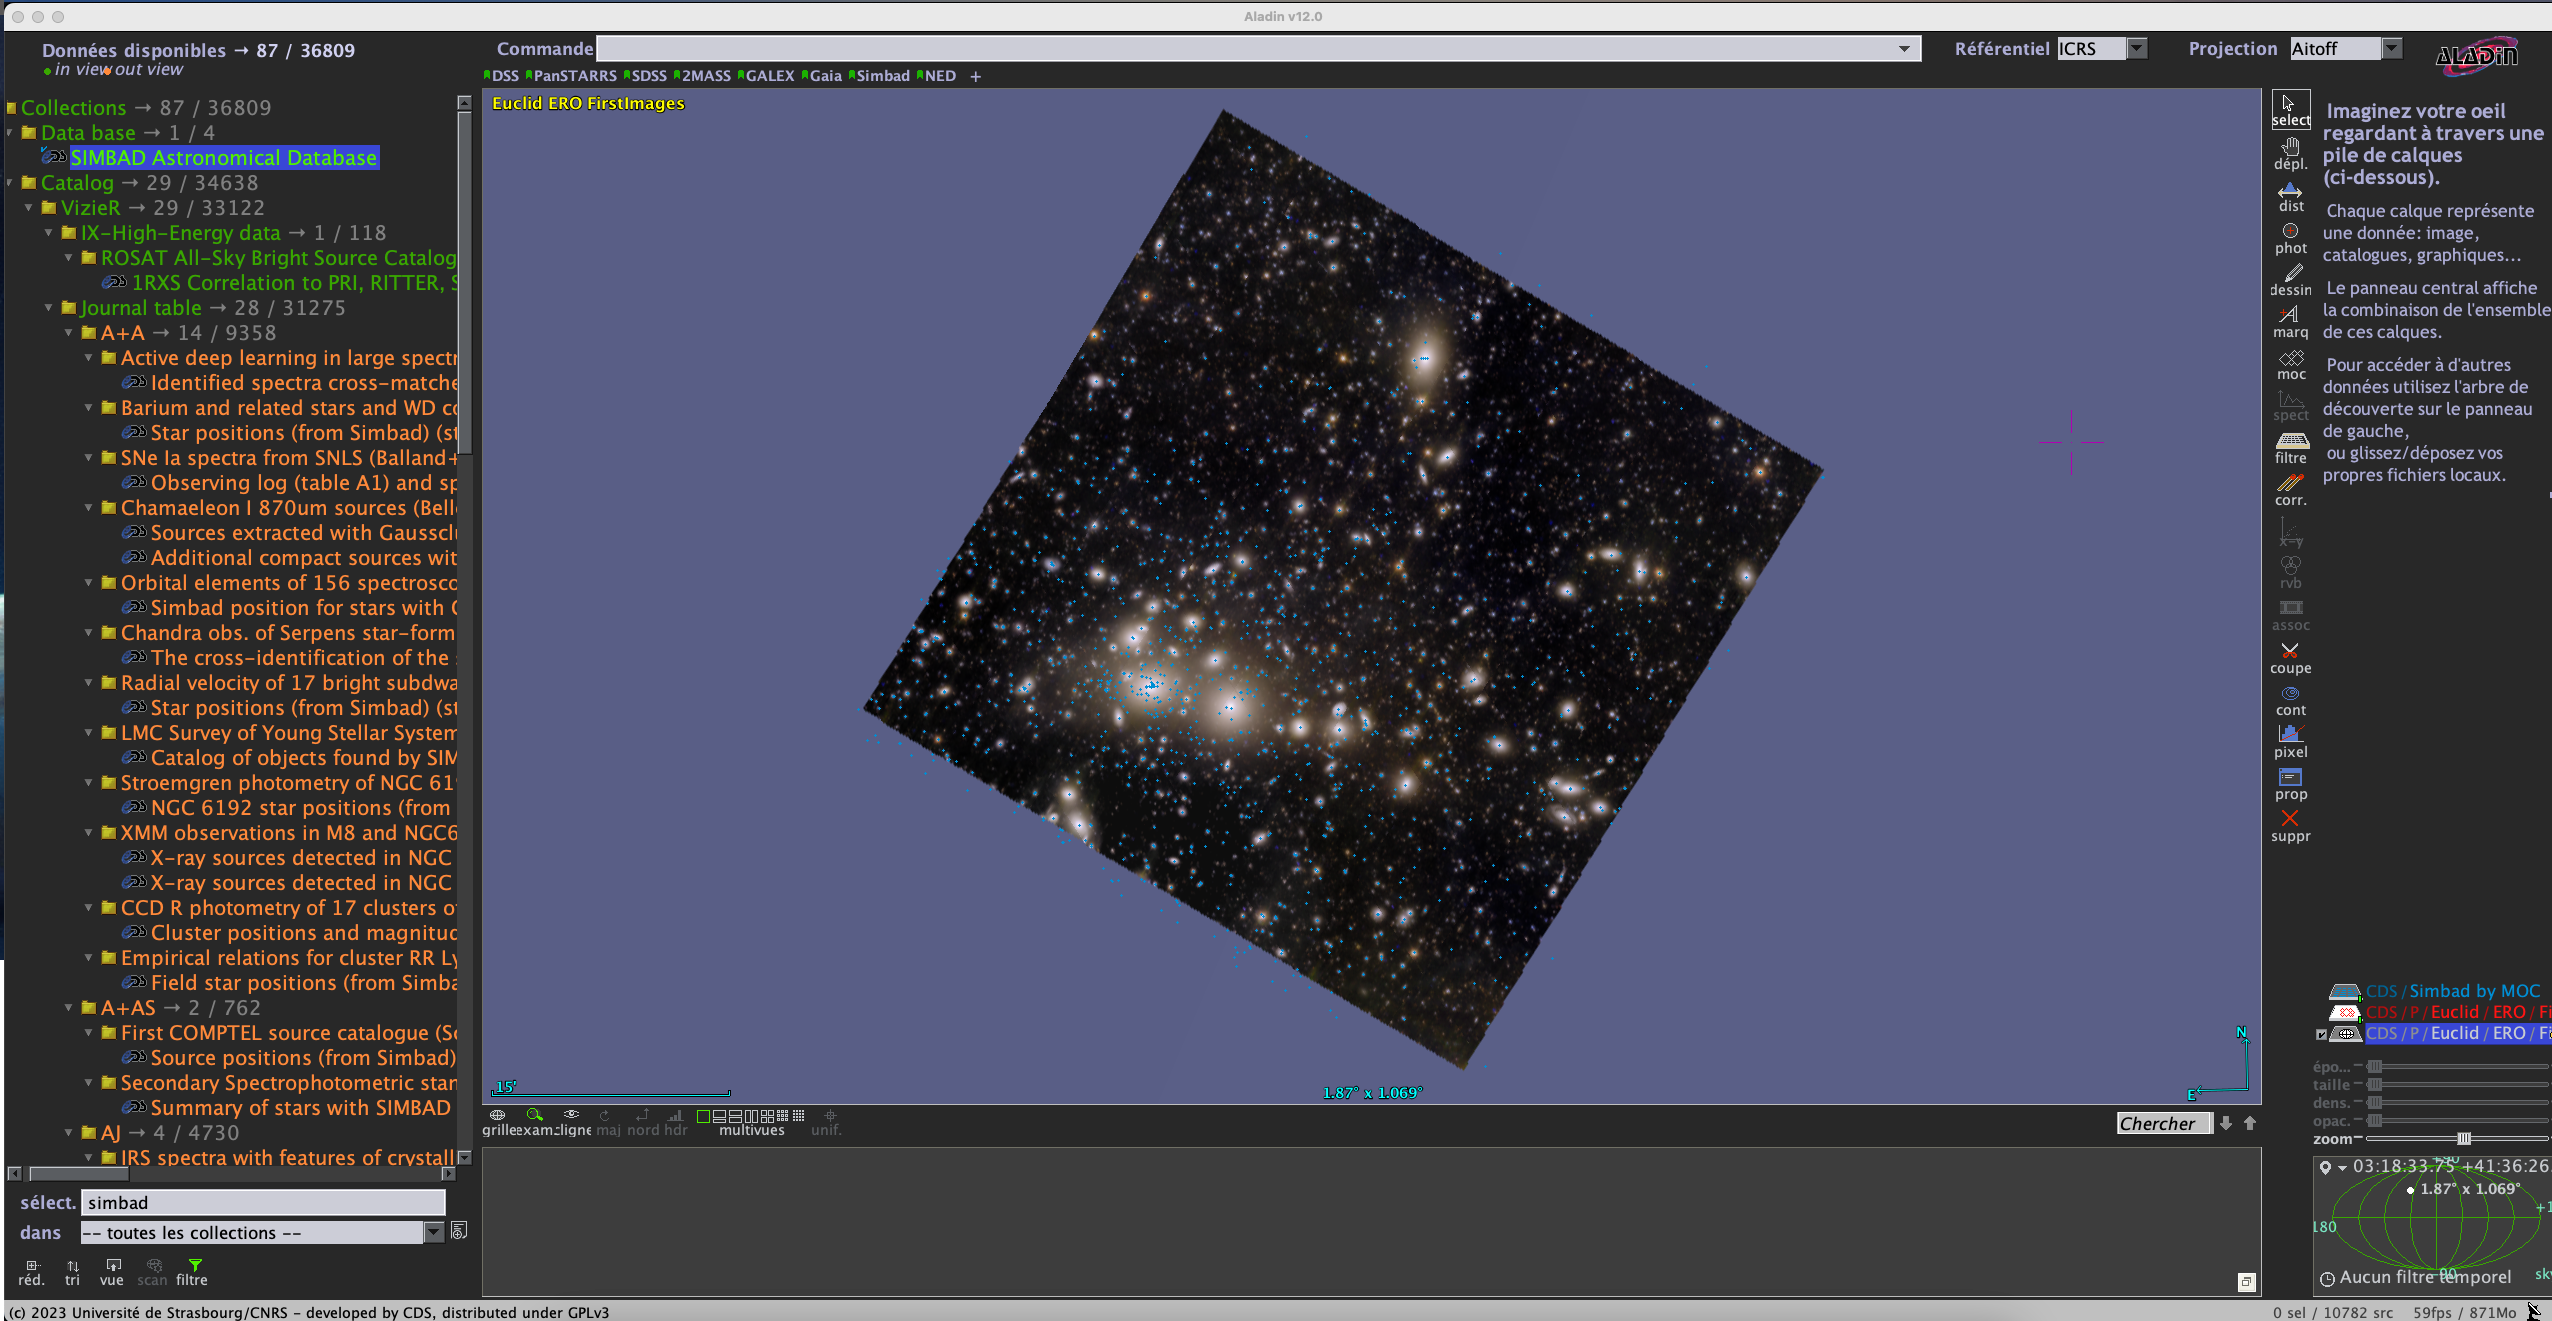 Aladin v12.0
Données disponibles → 87 / 36809
in view out view
Commande
Référentiel ICRS
Projection Aitoff
ALADIN
DSS PanSTARRS SDSS 2MASS GALEX Gaia Simbad NED +
Collections → 87 / 36809
Data base → 1 / 4
SIMBAD Astronomical Database
Catalog → 29 / 34638
VizieR → 29 / 33122
IX-High-Energy data → 1 / 118
ROSAT All-Sky Bright Source Catalog
1RXS Correlation to PRI, RITTER, S
Journal table → 28 / 31275
A+A → 14 / 9358
Active deep learning in large spectr
Identified spectra cross-matche
Barium and related stars and WD co
Star positions (from Simbad) (st
SNe Ia spectra from SNLS (Balland+
Observing log (table A1) and sp
Chamaeleon I 870um sources (Bell
Sources extracted with Gausscl
Additional compact sources wit
Orbital elements of 156 spectrosco
Simbad position for stars with
Chandra obs. of Serpens star-form
The cross-identification of the
Radial velocity of 17 bright subdwa
Star positions (from Simbad) (st
LMC Survey of Young Stellar System
Catalog of objects found by SIM
Stroemgren photometry of NGC 619
NGC 6192 star positions (from
XMM observations in M8 and NGC6
X-ray sources detected in NGC
X-ray sources detected in NGC
CCD R photometry of 17 clusters o
Cluster positions and magnitud
Empirical relations for cluster RR Ly
Field star positions (from Simba
A+AS → 2 / 762
First COMPTEL source catalogue (Sc
Source positions (from Simbad)
Secondary Spectrophotometric stan
Summary of stars with SIMBAD
AJ → 4 / 4730
IRS spectra with features of crystall
sélect. simbad
dans -- toutes les collections --
réd. tri vue scan filtre
Euclid ERO FirstImages
15'
1.87° x 1.069°
N
E
grille exam. ligne maj nord hdr multivues unif.
Chercher
select
dépl.
dist
phot
dessin
marq
moc
spect
filtre
corr.
x-y
rvb
assoc
coupe
cont
pixel
prop
suppr
Imaginez votre oeil
regardant à travers une
pile de calques
(ci-dessous).
Chaque calque représente
une donnée: image,
catalogues, graphiques...
Le panneau central affiche
la combinaison de l'ensemble
de ces calques.
Pour accéder à d'autres
données utilisez l'arbre de
découverte sur le panneau
de gauche,
ou glissez/déposez vos
propres fichiers locaux.
CDS / Simbad by MOC
CDS / P / Euclid / ERO / Fi
CDS / P / Euclid / ERO / Fi
épo...
taille
dens.
opac.
zoom
03:18:33.75 +41:36:26.
+90
1.87° x 1.069°
180
+1
-90
Aucun filtre temporel
sk
(c) 2023 Université de Strasbourg/CNRS - developed by CDS, distributed under GPLv3
0 sel / 10782 src 59fps / 871Mo